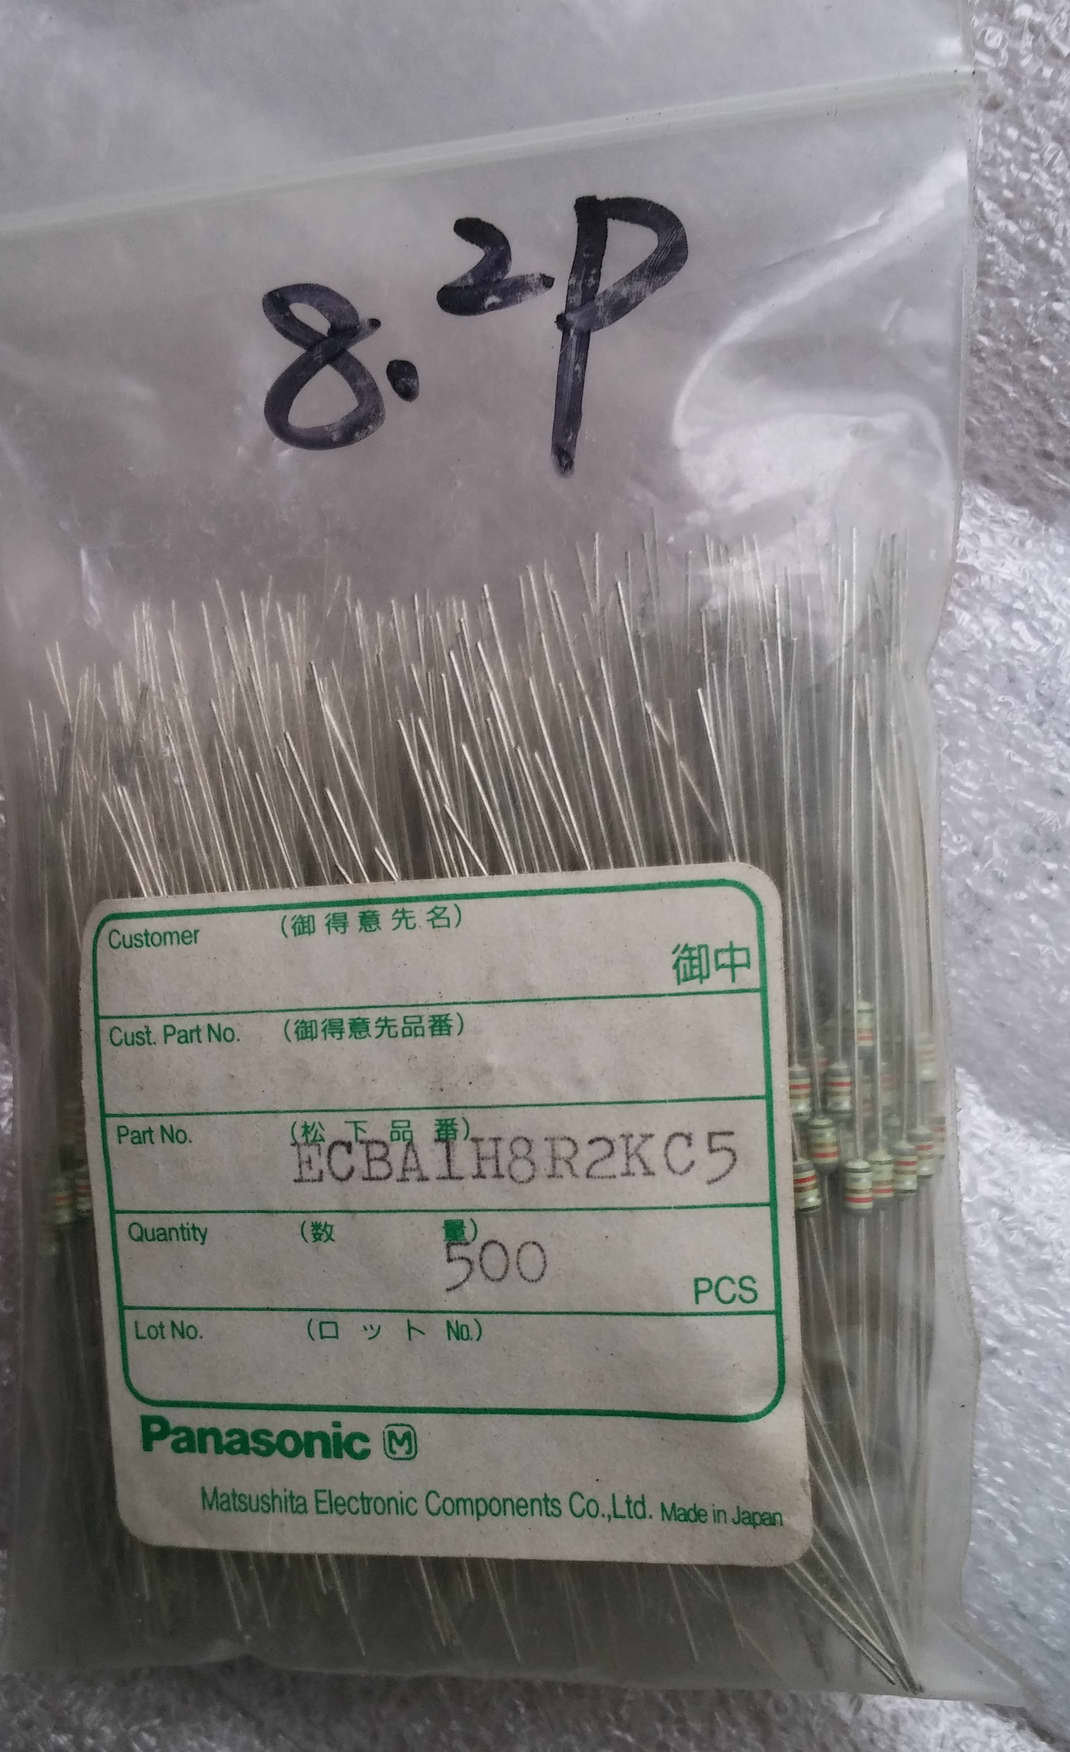 8.2P
Customer (御得意先名)
御中
Cust. Part No. (御得意先品番)
Part No. (松下品番)
ECBA1H8R2KC5
Quantity (数量)
500
PCS
Lot No. (ロットNo.)
Panasonic M
Matsushita Electronic Components Co.,Ltd. Made in Japan